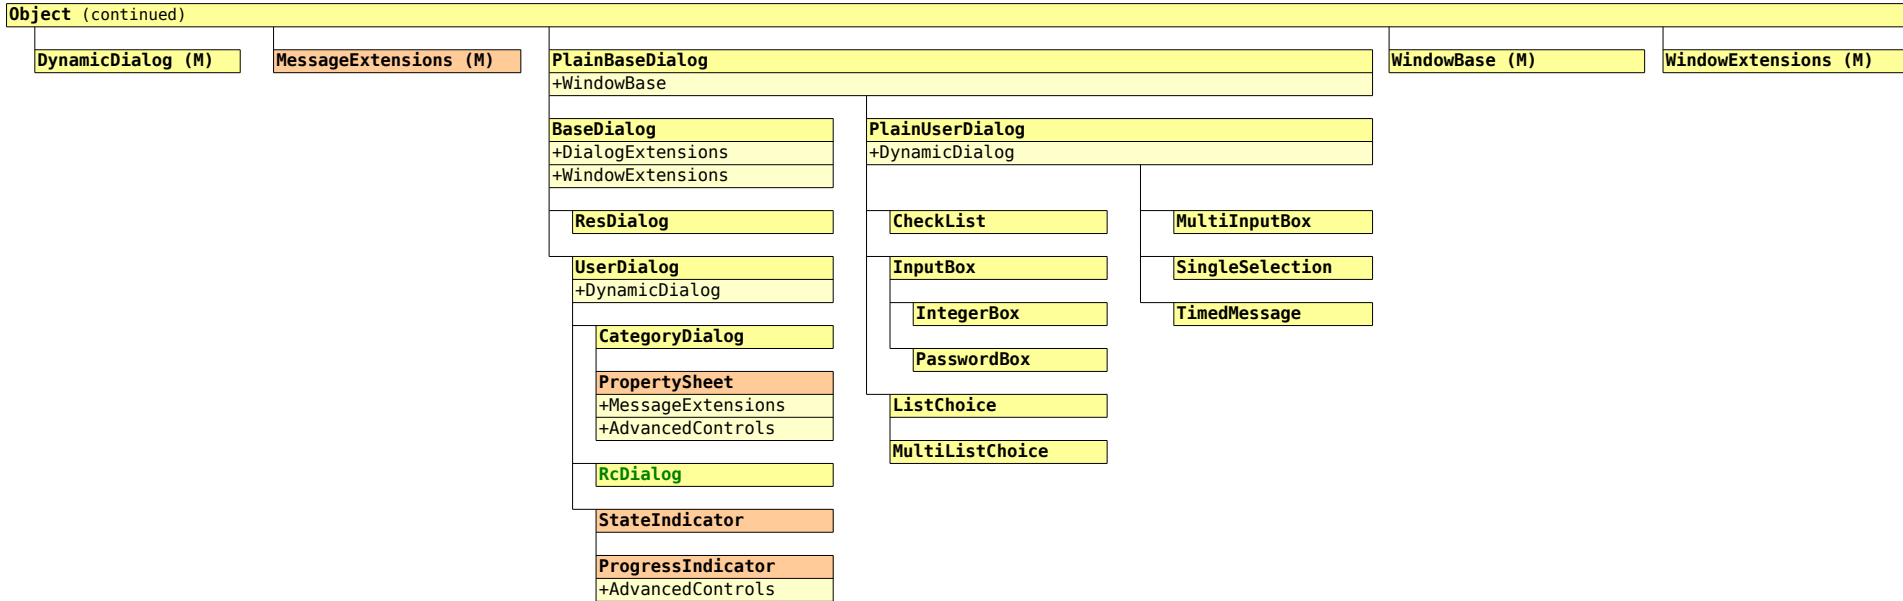 Object (continued)
DynamicDialog (M)
MessageExtensions (M)
PlainBaseDialog
+WindowBase
WindowBase (M)
WindowExtensions (M)
BaseDialog
+DialogExtensions
+WindowExtensions
PlainUserDialog
+DynamicDialog
ResDialog
UserDialog
+DynamicDialog
CategoryDialog
PropertySheet
+MessageExtensions
+AdvancedControls
RcDialog
StateIndicator
ProgressIndicator
+AdvancedControls
CheckList
InputBox
IntegerBox
PasswordBox
ListChoice
MultiListChoice
MultiInputBox
SingleSelection
TimedMessage